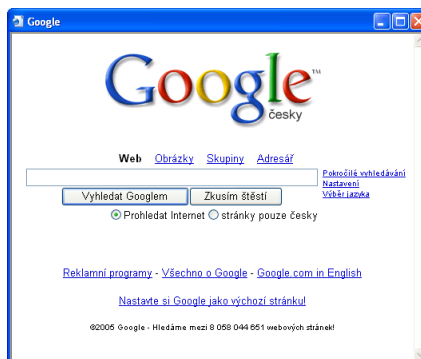 Google
Google™
česky
Web Obrázky Skupiny Adresář
Pokročilé vyhledávání
Nastavení
Výběr jazyka
Vyhledat Googlem Zkusím štěstí
Prohledat Internet stránky pouze česky
Reklamní programy - Všechno o Google - Google.com in English
Nastavte si Google jako výchozí stránku!
©2005 Google - Hledáme mezi 8 058 044 651 webových stránek!